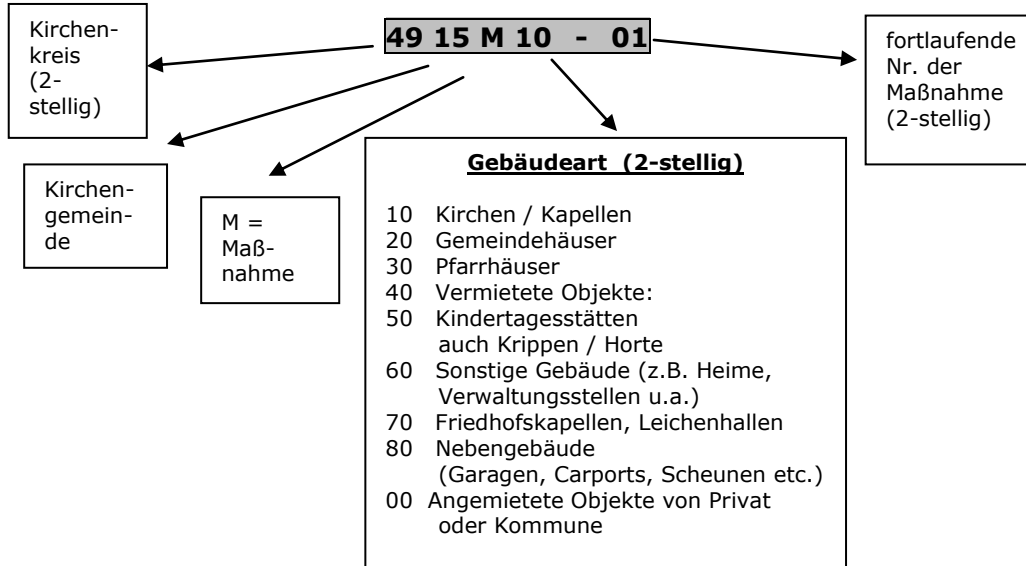 Kirchen-
kreis
(2-
stellig)
49 15 M 10 - 01
fortlaufende
Nr. der
Maßnahme
(2-stellig)
Kirchen-
gemein-
de
M =
Maß-
nahme
Gebäudeart (2-stellig)
10 Kirchen / Kapellen
20 Gemeindehäuser
30 Pfarrhäuser
40 Vermietete Objekte:
50 Kindertagesstätten
auch Krippen / Horte
60 Sonstige Gebäude (z.B. Heime,
Verwaltungsstellen u.a.)
70 Friedhofskapellen, Leichenhallen
80 Nebengebäude
(Garagen, Carports, Scheunen etc.)
00 Angemietete Objekte von Privat
oder Kommune